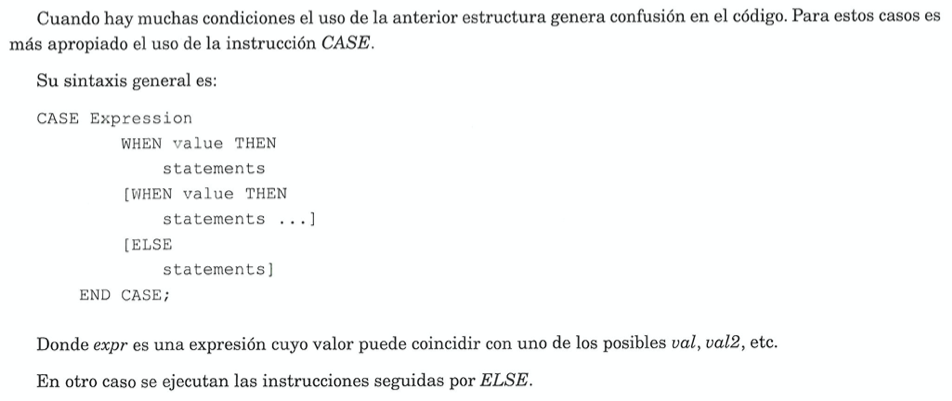 Cuando hay muchas condiciones el uso de la anterior estructura genera confusión en el código. Para estos casos es
más apropiado el uso de la instrucción CASE.
Su sintaxis general es:
CASE Expression
WHEN value THEN
statements
[WHEN value THEN
statements ...]
[ELSE
statements]
END CASE;
Donde expr es una expresión cuyo valor puede coincidir con uno de los posibles val, val2, etc.
En otro caso se ejecutan las instrucciones seguidas por ELSE.